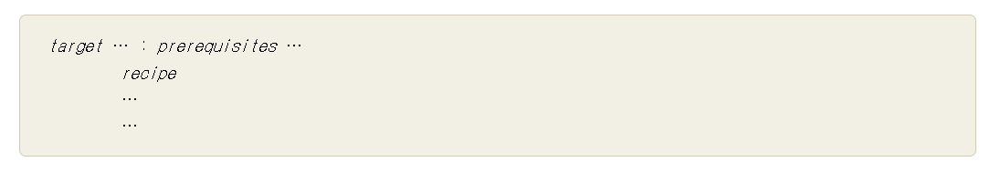 target … : prerequisites …
recipe
…
…